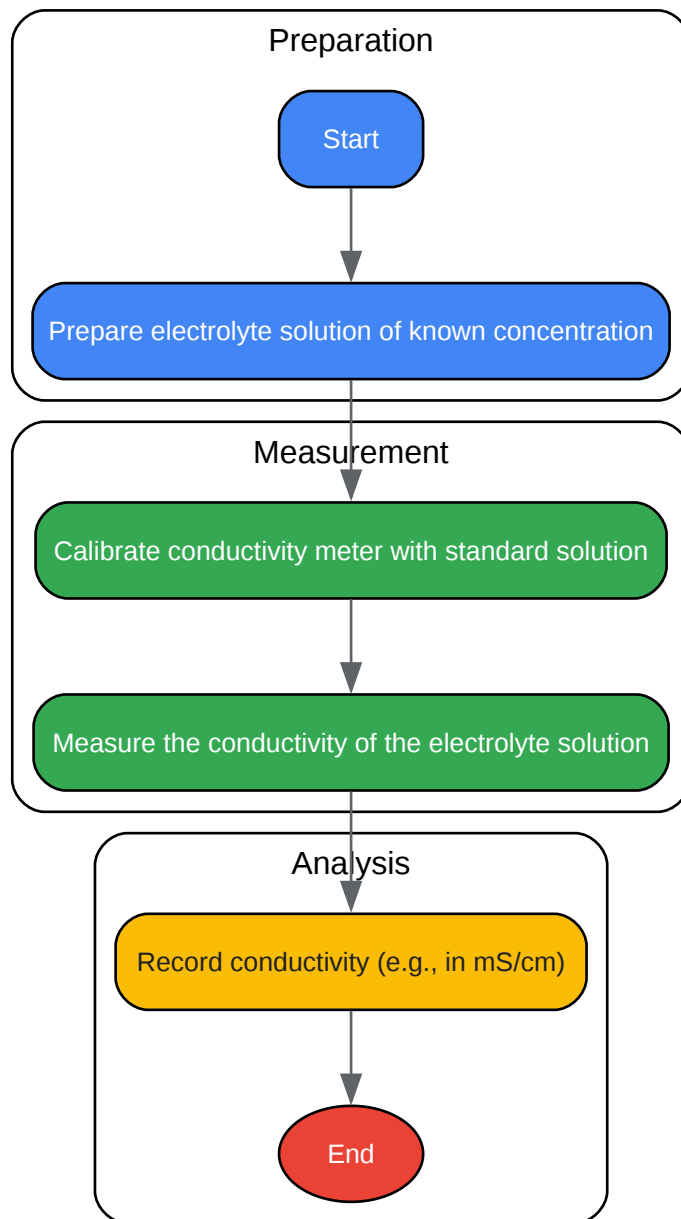 Preparation
Start
Prepare electrolyte solution of known concentration
Measurement
Calibrate conductivity meter with standard solution
Measure the conductivity of the electrolyte solution
Analysis
Record conductivity (e.g., in mS/cm)
End